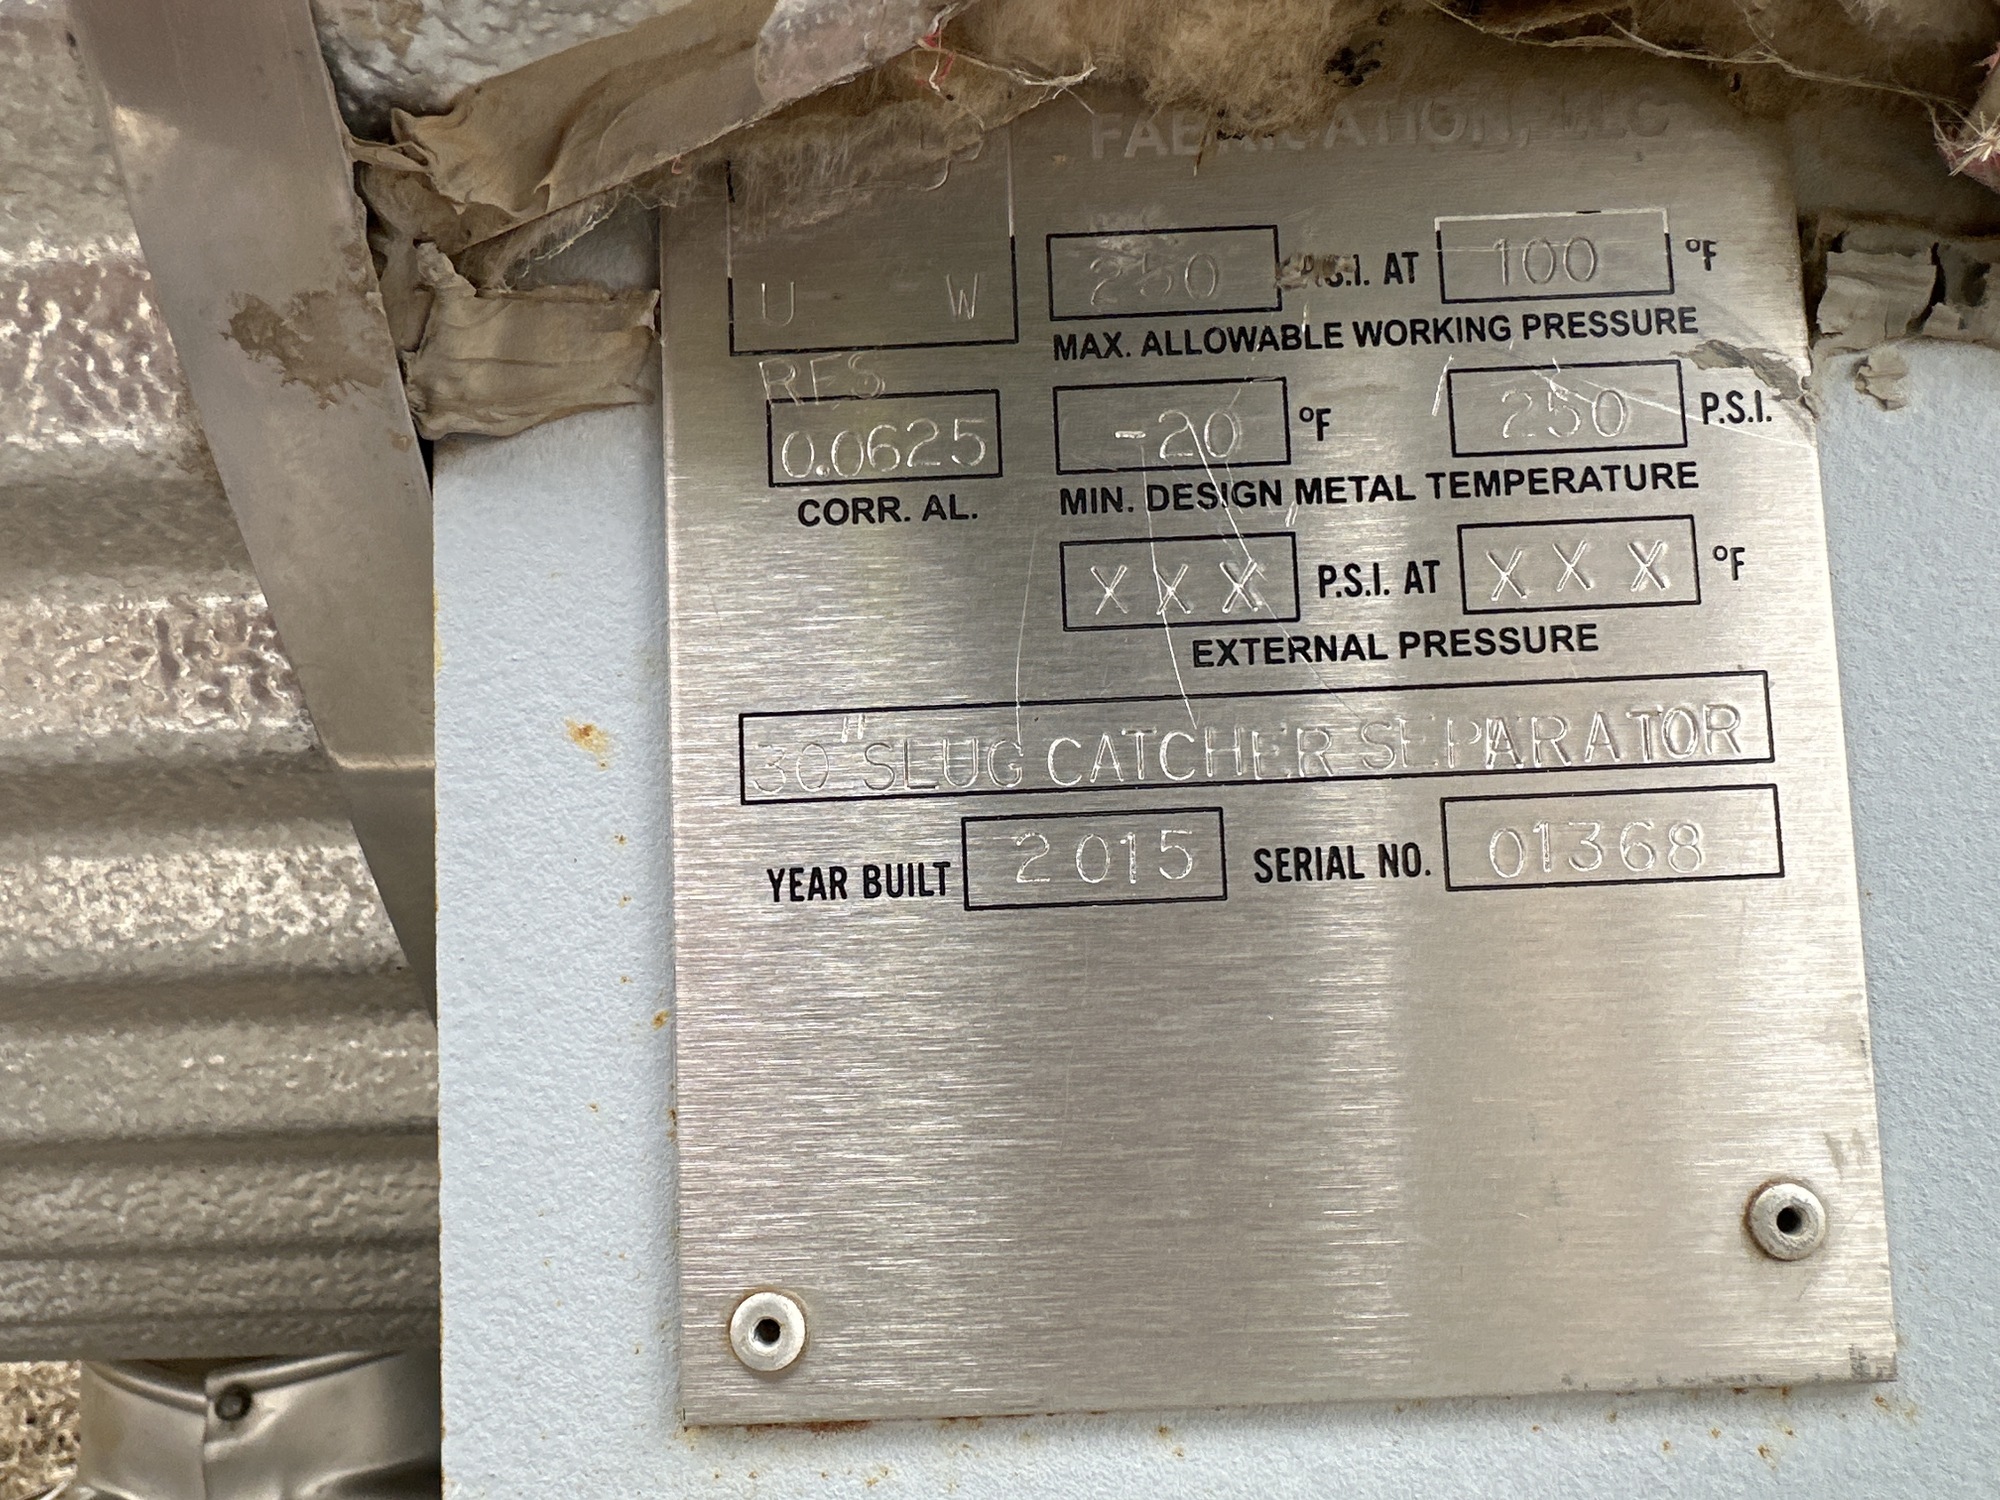 FABRICATION, LLC
U W
250 P.S.I. AT 100 °F
MAX. ALLOWABLE WORKING PRESSURE
RES
0.0625 -20 °F 250 P.S.I.
CORR. AL. MIN. DESIGN METAL TEMPERATURE
XXX P.S.I. AT XXX °F
EXTERNAL PRESSURE
30" SLUG CATCHER SEPARATOR
YEAR BUILT 2015 SERIAL NO. 01368